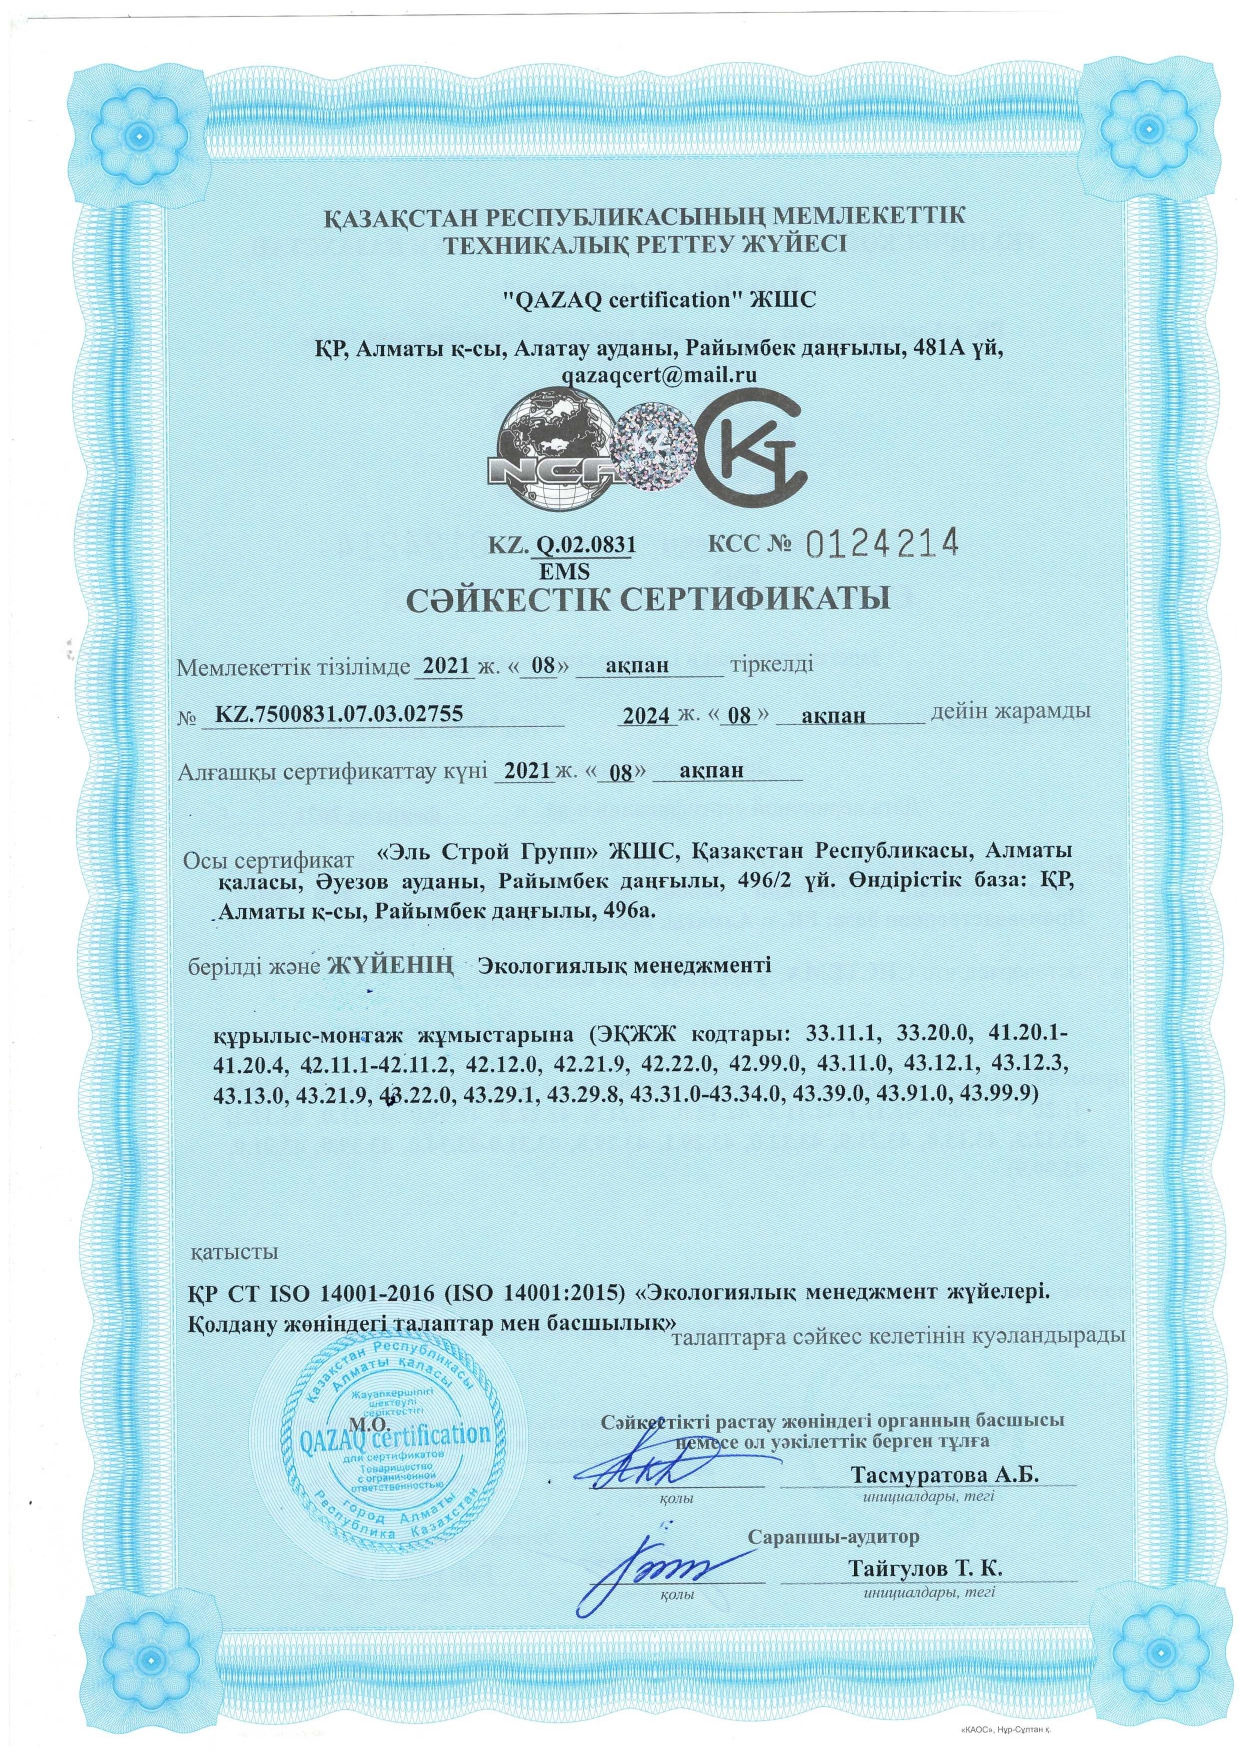 ҚАЗАҚСТАН РЕСПУБЛИКАСЫНЫҢ МЕМЛЕКЕТТІК
ТЕХНИКАЛЫҚ РЕТТЕУ ЖҮЙЕСІ
"QAZAQ certification" ЖШС
ҚР, Алматы қ-сы, Алатау ауданы, Райымбек даңғылы, 481А үй,
qazaqcert@mail.ru
NCA KZ КСТ
KZ. Q.02.0831 КСС № 0124214
EMS
СӘЙКЕСТІК СЕРТИФИКАТЫ
Мемлекеттік тізілімде 2021 ж. «08» ақпан тіркелді
№ KZ.7500831.07.03.02755 2024 ж. «08» ақпан дейін жарамды
Алғашқы сертификаттау күні 2021 ж. «08» ақпан
Осы сертификат «Эль Строй Групп» ЖШС, Қазақстан Республикасы, Алматы
қаласы, Әуезов ауданы, Райымбек даңғылы, 496/2 үй. Өндірістік база: ҚР,
Алматы қ-сы, Райымбек даңғылы, 496а.
берілді және ЖҮЙЕНІҢ Экологиялық менеджменті
құрылыс-монтаж жұмыстарына (ЭҚЖЖ кодтары: 33.11.1, 33.20.0, 41.20.1-
41.20.4, 42.11.1-42.11.2, 42.12.0, 42.21.9, 42.22.0, 42.99.0, 43.11.0, 43.12.1, 43.12.3,
43.13.0, 43.21.9, 43.22.0, 43.29.1, 43.29.8, 43.31.0-43.34.0, 43.39.0, 43.91.0, 43.99.9)
қатысты
ҚР СТ ISO 14001-2016 (ISO 14001:2015) «Экологиялық менеджмент жүйелері.
Қолдану жөніндегі талаптар мен басшылық»
талаптарға сәйкес келетінін куәландырады
Қазақстан Республикасы
Алматы қаласы
Жауапкершілігі
шектеулі
серіктестігі
М.О.
QAZAQ certification
для сертификатов
Товарищество
с ограниченной
ответственностью
город Алматы
Республика Казахстан
Сәйкестікті растау жөніндегі органның басшысы
немесе ол уәкілеттік берген тұлға
Тасмуратова А.Б.
қолы инициалдары, тегі
Сарапшы-аудитор
Тайгулов Т. К.
қолы инициалдары, тегі
«КАОС», Нұр-Сұлтан қ.